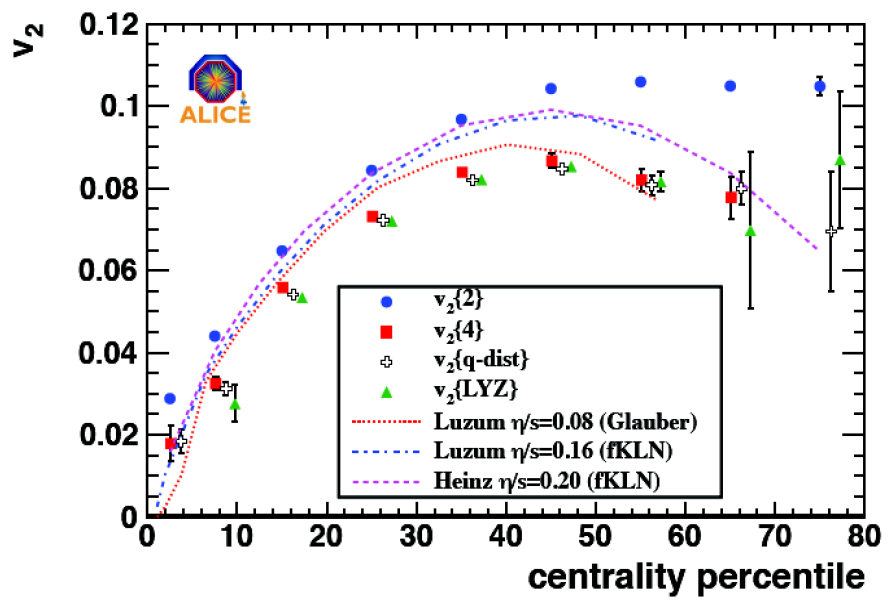 v₂
0.12
0.1
0.08
0.06
0.04
0.02
0
ALICE
v₂{2}
v₂{4}
v₂{q-dist}
v₂{LYZ}
Luzum η/s=0.08 (Glauber)
Luzum η/s=0.16 (fKLN)
Heinz η/s=0.20 (fKLN)
0 10 20 30 40 50 60 70 80
centrality percentile